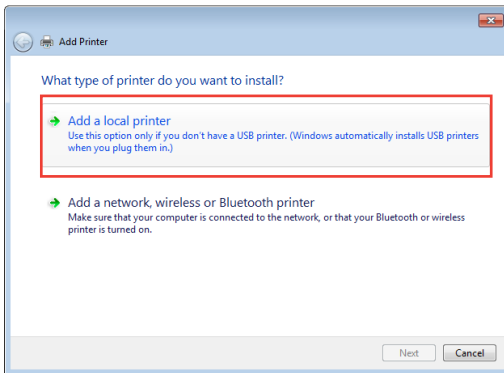 Add Printer
What type of printer do you want to install?
Add a local printer
Use this option only if you don't have a USB printer. (Windows automatically installs USB printers
when you plug them in.)
Add a network, wireless or Bluetooth printer
Make sure that your computer is connected to the network, or that your Bluetooth or wireless
printer is turned on.
Next Cancel